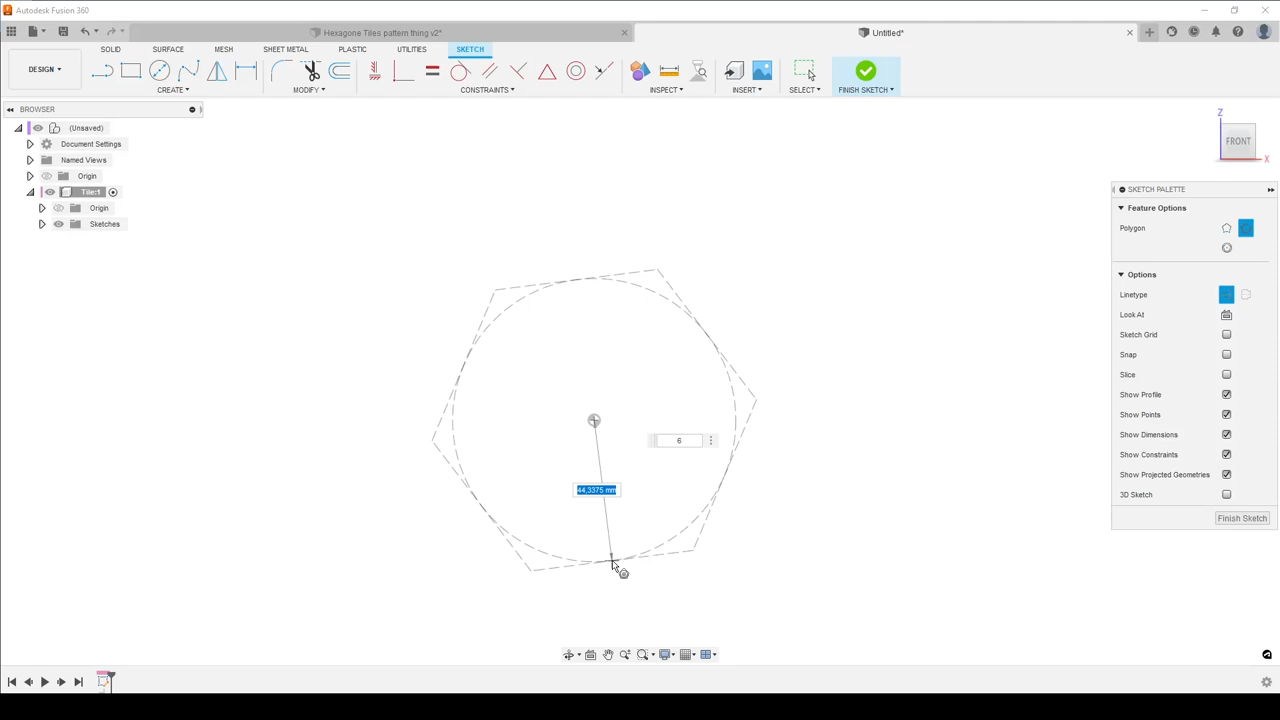 Autodesk Fusion 360
Hexagone Tiles pattern thing v2*
Untitled*
SOLID SURFACE MESH SHEET METAL PLASTIC UTILITIES SKETCH
DESIGN
CREATE MODIFY CONSTRAINTS INSPECT INSERT SELECT FINISH SKETCH
BROWSER
(Unsaved)
Document Settings
Named Views
Origin
Tile:1
Origin
Sketches
Z
FRONT
X
SKETCH PALETTE
Feature Options
Polygon
Options
Linetype
Look At
Sketch Grid
Snap
Slice
Show Profile
Show Points
Show Dimensions
Show Constraints
Show Projected Geometries
3D Sketch
Finish Sketch
6
44,3375 mm